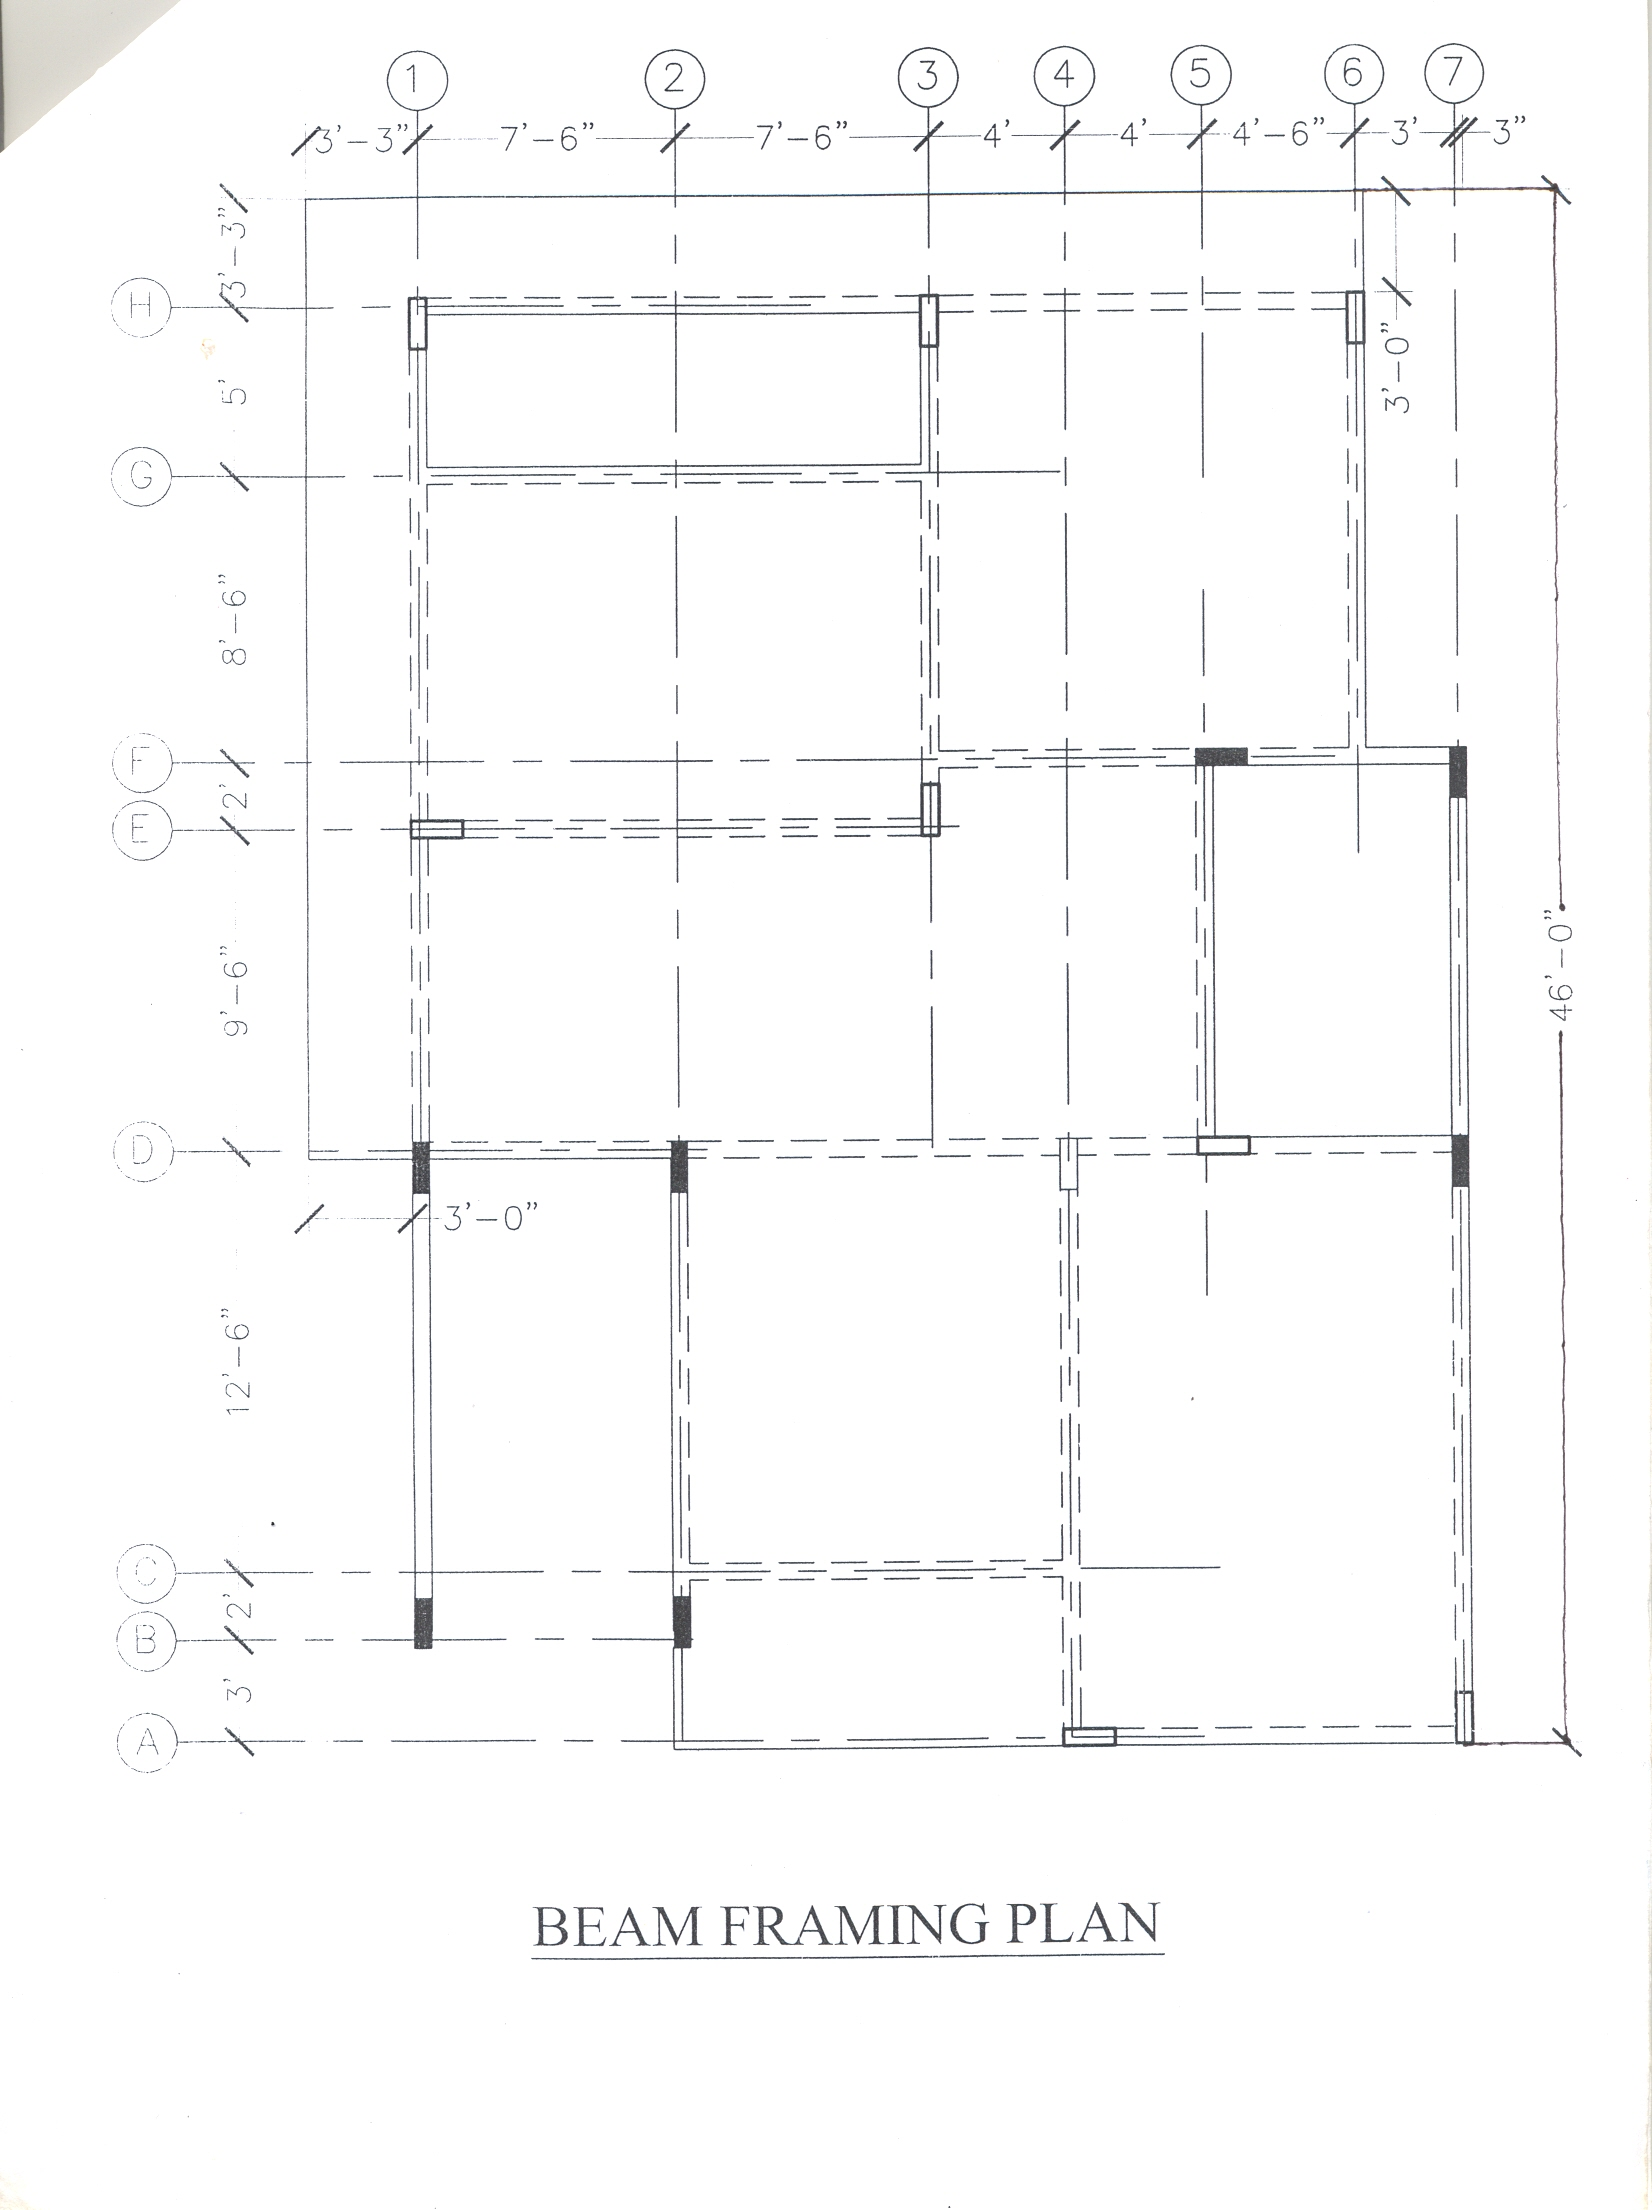 1 2 3 4 5 6 7
3'-3" 7'-6" 7'-6" 4' 4' 4'-6" 3' 3"
3'-3"
H
3'-0"
5'
G
8'-6"
F
2'
E
9'-6"
46'-0"
D
3'-0"
12'-6"
C
2'
B
3'
A
BEAM FRAMING PLAN